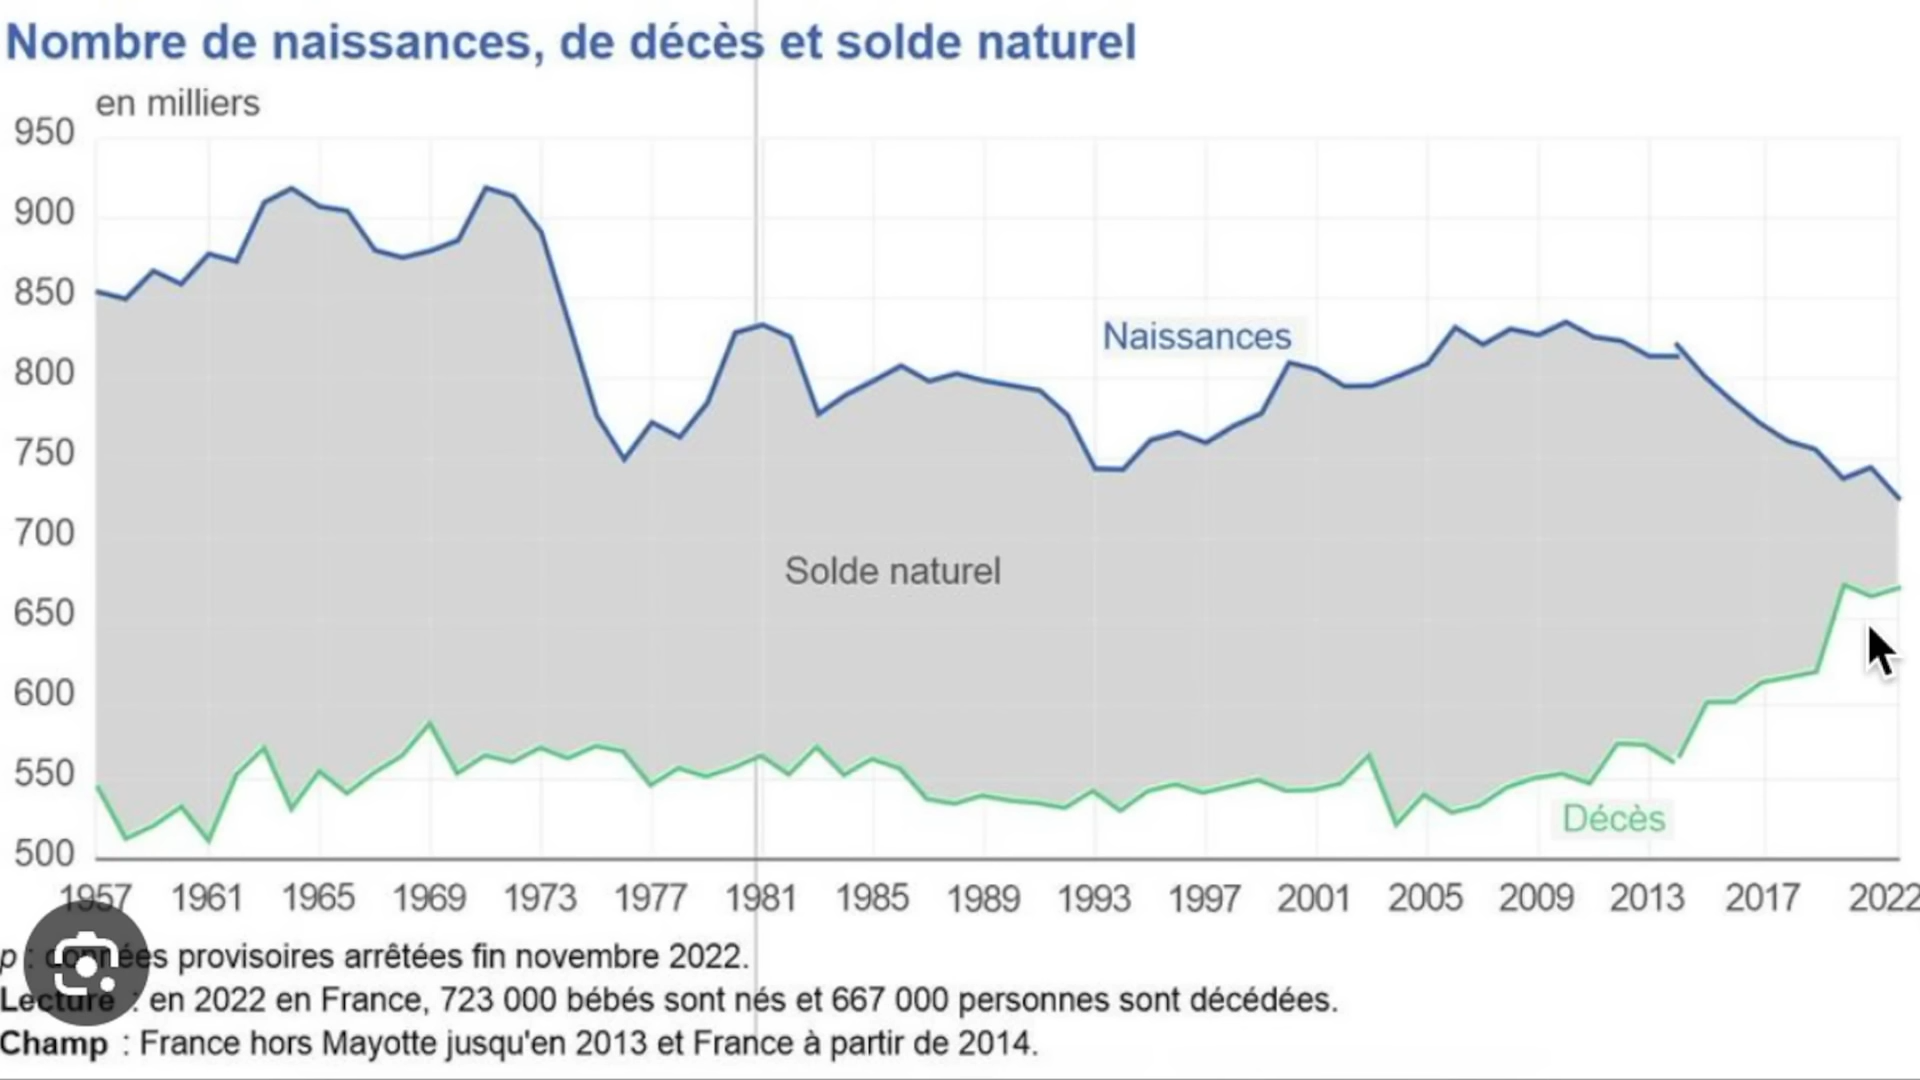 Nombre de naissances, de décès et solde naturel
en milliers
950
900
850
800
750
700
650
600
550
500
Naissances
Solde naturel
Décès
1957 1961 1965 1969 1973 1977 1981 1985 1989 1993 1997 2001 2005 2009 2013 2017 2022
p : données provisoires arrêtées fin novembre 2022.
Lecture : en 2022 en France, 723 000 bébés sont nés et 667 000 personnes sont décédées.
Champ : France hors Mayotte jusqu'en 2013 et France à partir de 2014.